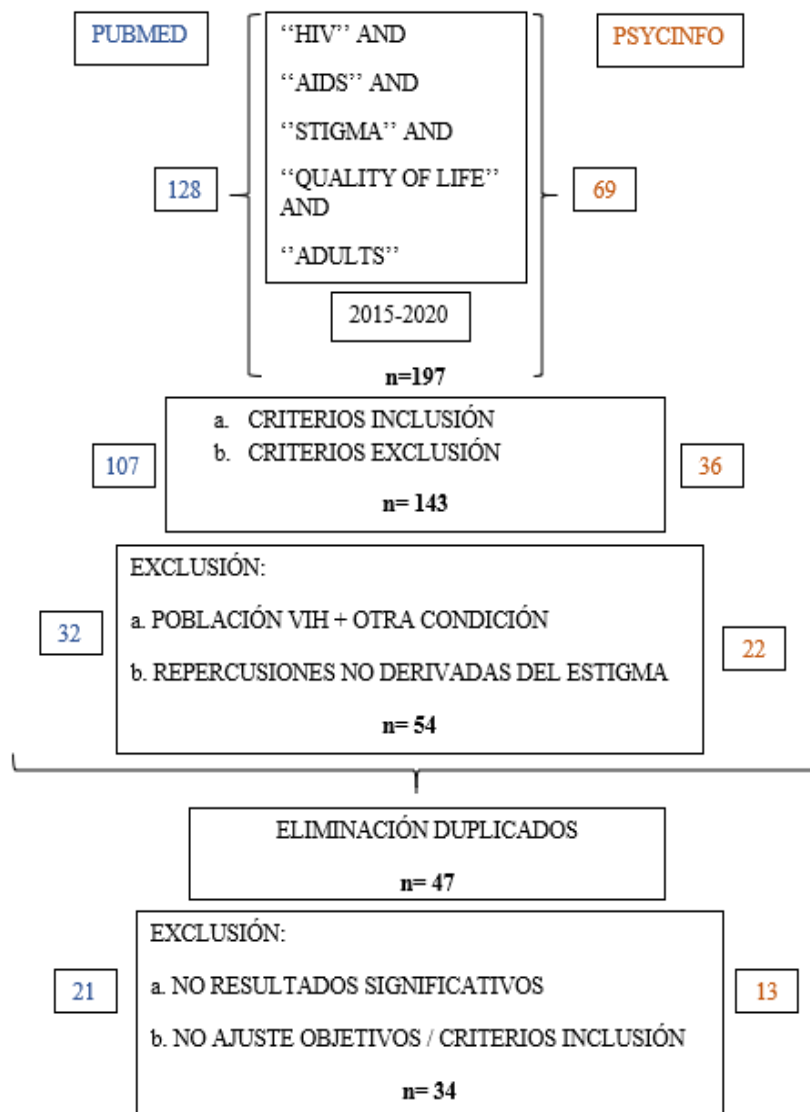 PUBMED
‘‘HIV’’ AND
‘‘AIDS’’ AND
‘‘STIGMA’’ AND
‘‘QUALITY OF LIFE’’
AND
‘‘ADULTS’’
PSYCINFO
128
69
2015-2020
n=197
a. CRITERIOS INCLUSIÓN
b. CRITERIOS EXCLUSIÓN
n= 143
107
36
EXCLUSIÓN:
a. POBLACIÓN VIH + OTRA CONDICIÓN
b. REPERCUSIONES NO DERIVADAS DEL ESTIGMA
n= 54
32
22
ELIMINACIÓN DUPLICADOS
n= 47
EXCLUSIÓN:
a. NO RESULTADOS SIGNIFICATIVOS
b. NO AJUSTE OBJETIVOS / CRITERIOS INCLUSIÓN
n= 34
21
13